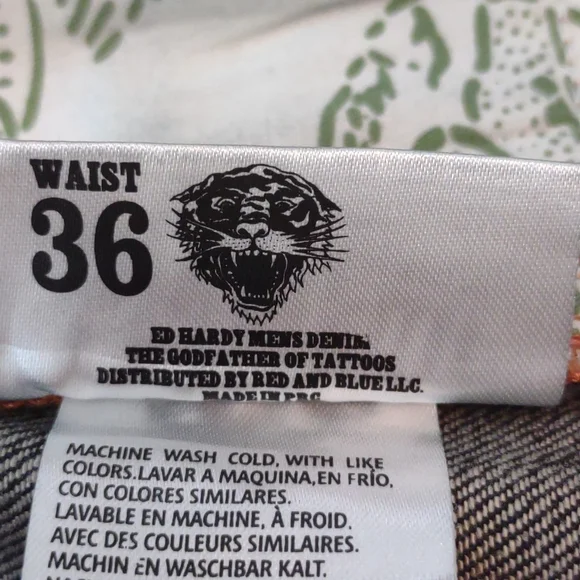 WAIST
36
ED HARDY MENS DENIM
THE GODFATHER OF TATTOOS
DISTRIBUTED BY RED AND BLUE LLC.
MADE IN PRC
MACHINE WASH COLD, WITH LIKE
COLORS.LAVAR A MAQUINA,EN FRÍO,
CON COLORES SIMILARES.
LAVABLE EN MACHINE, À FROID.
AVEC DES COULEURS SIMILAIRES.
MACHIN EN WASCHBAR KALT.